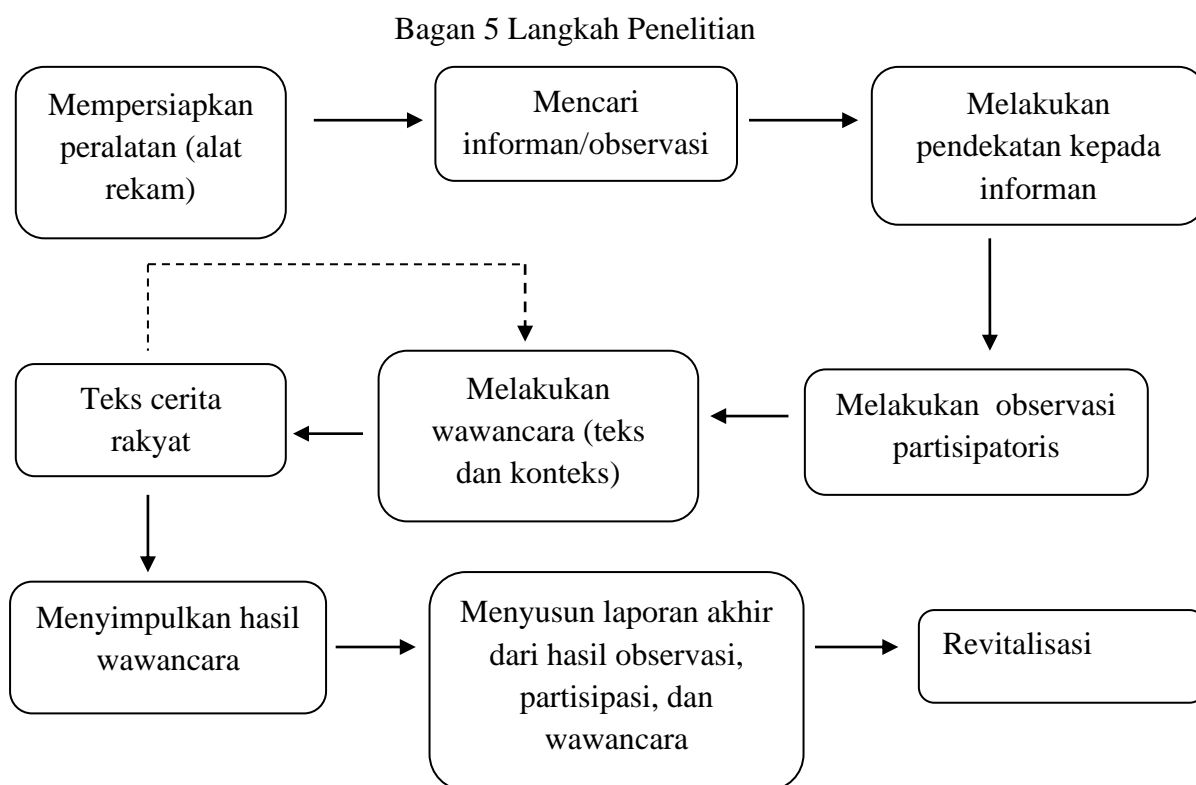 Bagan 5 Langkah Penelitian
Mempersiapkan
peralatan (alat
rekam)
Mencari
informan/observasi
Melakukan
pendekatan kepada
informan
Melakukan observasi
partisipatoris
Melakukan
wawancara (teks
dan konteks)
Teks cerita
rakyat
Menyimpulkan hasil
wawancara
Menyusun laporan akhir
dari hasil observasi,
partisipasi, dan
wawancara
Revitalisasi